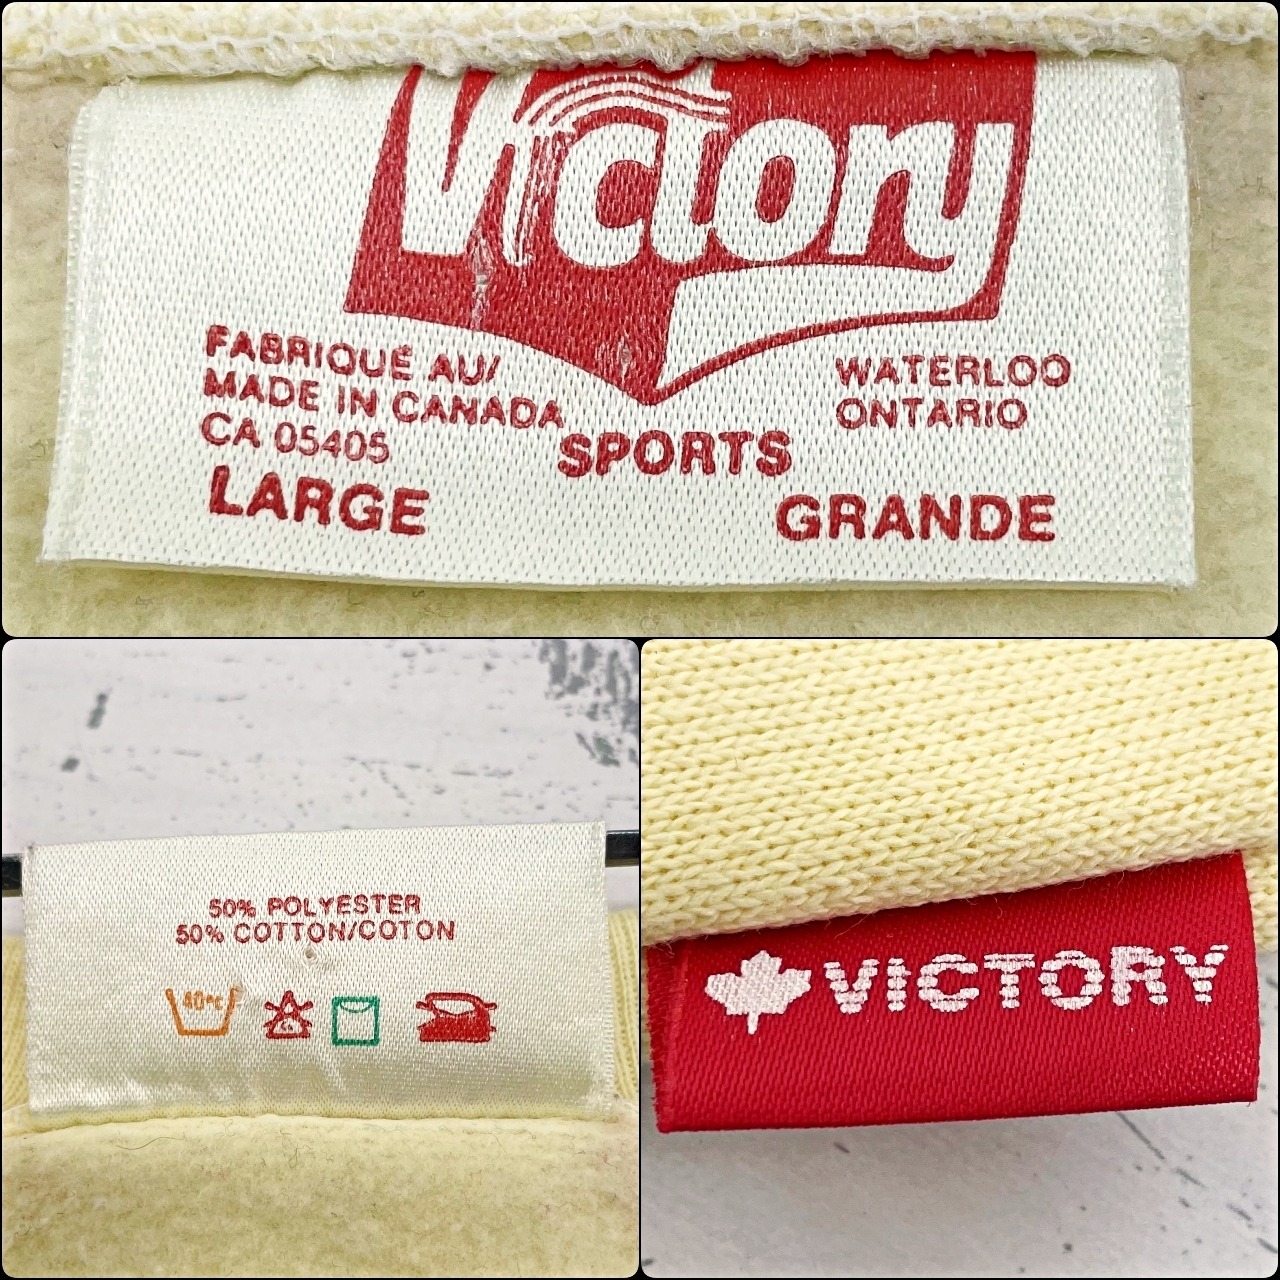 Victory
FABRIQUÉ AU/
MADE IN CANADA
CA 05405
LARGE
SPORTS
WATERLOO
ONTARIO
GRANDE
50% POLYESTER
50% COTTON/COTON
40°C
VICTORY